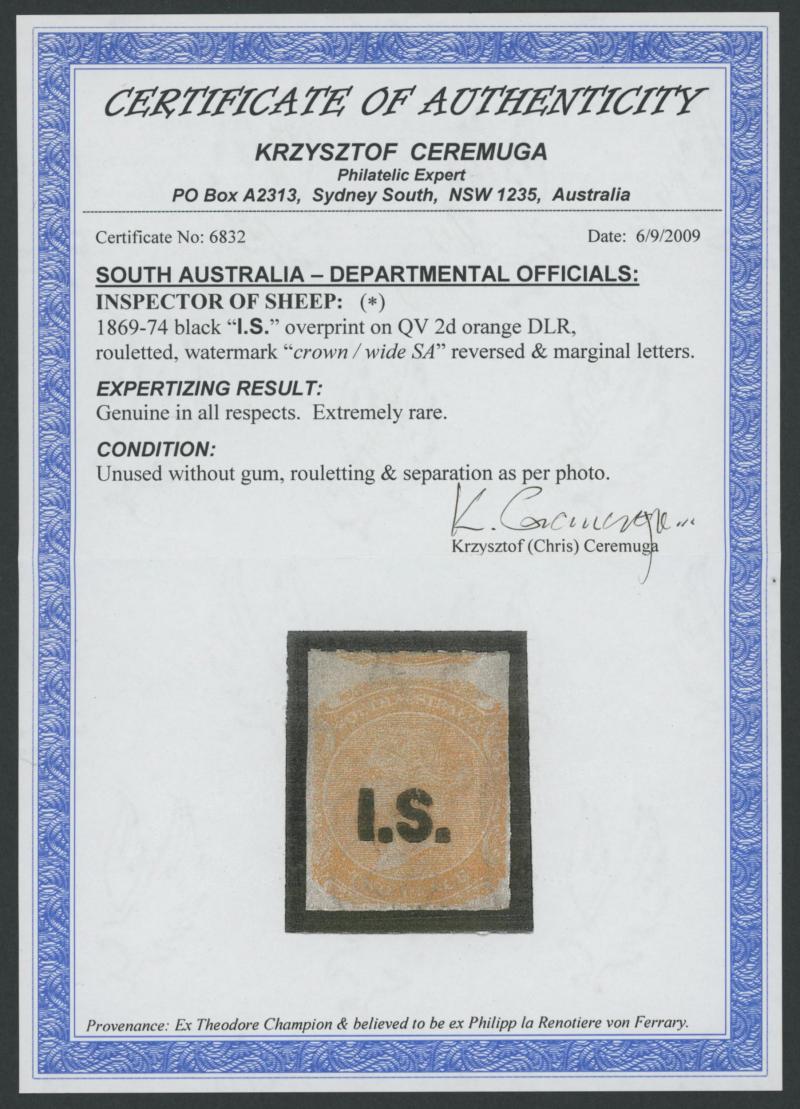 CERTIFICATE OF AUTHENTICITY
KRZYSZTOF CEREMUGA
Philatelic Expert
PO Box A2313, Sydney South, NSW 1235, Australia
Certificate No: 6832 Date: 6/9/2009
SOUTH AUSTRALIA – DEPARTMENTAL OFFICIALS:
INSPECTOR OF SHEEP: (*)
1869-74 black “I.S.” overprint on QV 2d orange DLR,
rouletted, watermark “crown / wide SA” reversed & marginal letters.
EXPERTIZING RESULT:
Genuine in all respects. Extremely rare.
CONDITION:
Unused without gum, rouletting & separation as per photo.
K. Ceremuga
Krzysztof (Chris) Ceremuga
I.S.
Provenance: Ex Theodore Champion & believed to be ex Philipp la Renotiere von Ferrary.